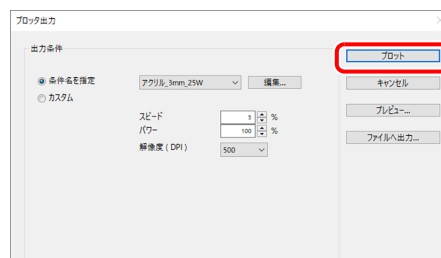 プロッタ出力
出力条件
条件名を指定
アクリル_3mm_25W
編集...
カスタム
スピード
5
%
パワー
100
%
解像度 ( DPI )
500
プロット
キャンセル
プレビュー...
ファイルへ出力...